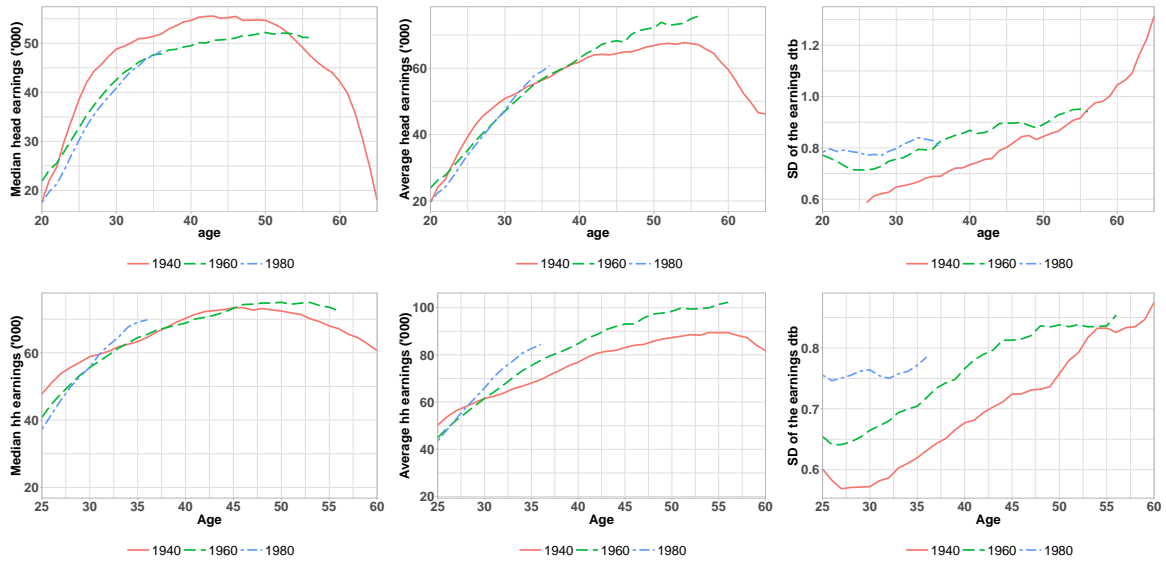 Median head earnings ('000)
50
40
30
20
20 30 40 50 60
age
1940 1960 1980
Average head earnings ('000)
60
40
20
20 30 40 50 60
age
1940 1960 1980
SD of the earnings dtb
1.2
1.0
0.8
0.6
20 30 40 50 60
age
1940 1960 1980
Median hh earnings ('000)
60
40
20
25 30 35 40 45 50 55 60
Age
1940 1960 1980
Average hh earnings ('000)
100
80
60
40
20
25 30 35 40 45 50 55 60
Age
1940 1960 1980
SD of the earnings dtb
0.8
0.7
0.6
25 30 35 40 45 50 55 60
Age
1940 1960 1980